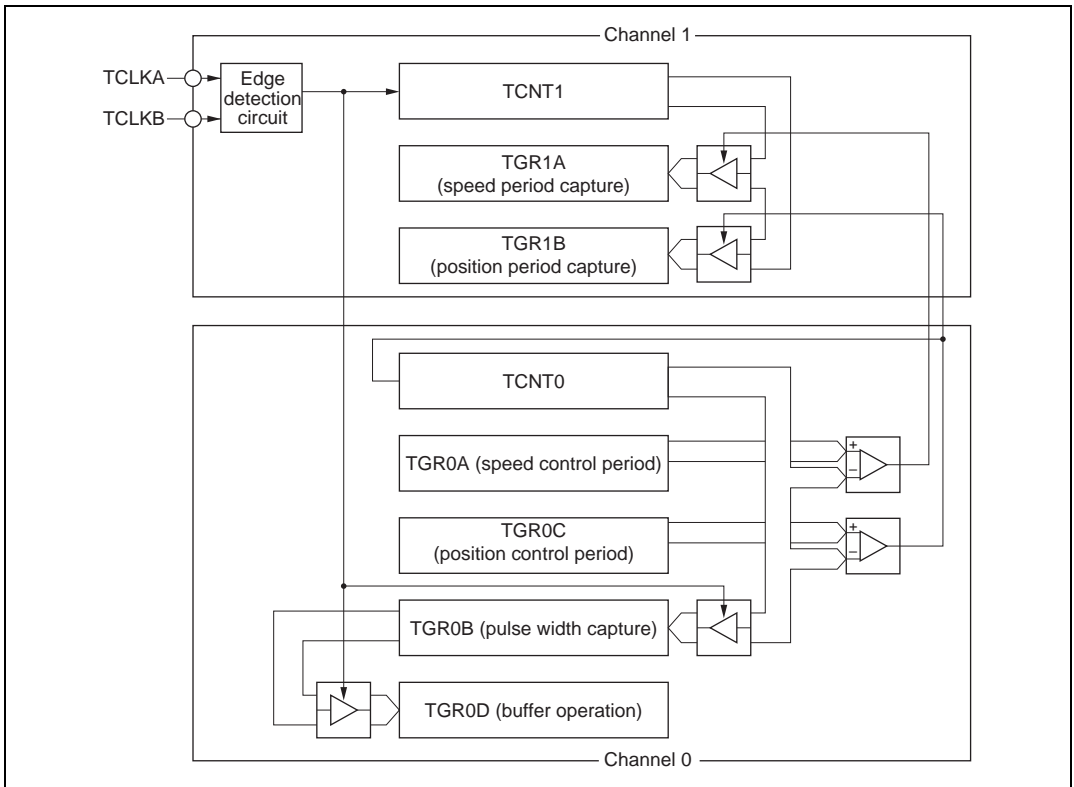 Channel 1
TCLKA
TCLKB
Edge
detection
circuit
TCNT1
TGR1A
(speed period capture)
TGR1B
(position period capture)
TCNT0
TGR0A (speed control period)
+
−
TGR0C
(position control period)
+
−
TGR0B (pulse width capture)
TGR0D (buffer operation)
Channel 0